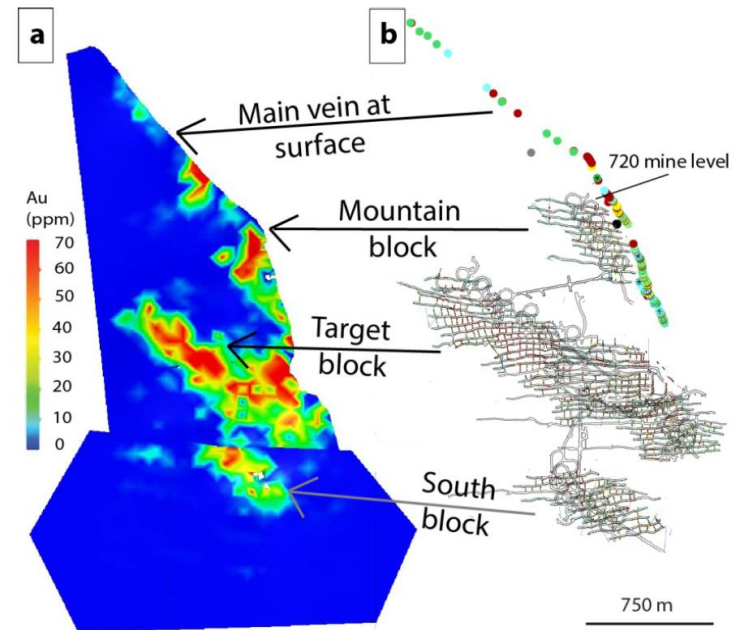 a
b
Main vein at
surface
720 mine level
Mountain
block
Au
(ppm)
70
60
50
40
30
20
10
0
Target
block
South
block
750 m